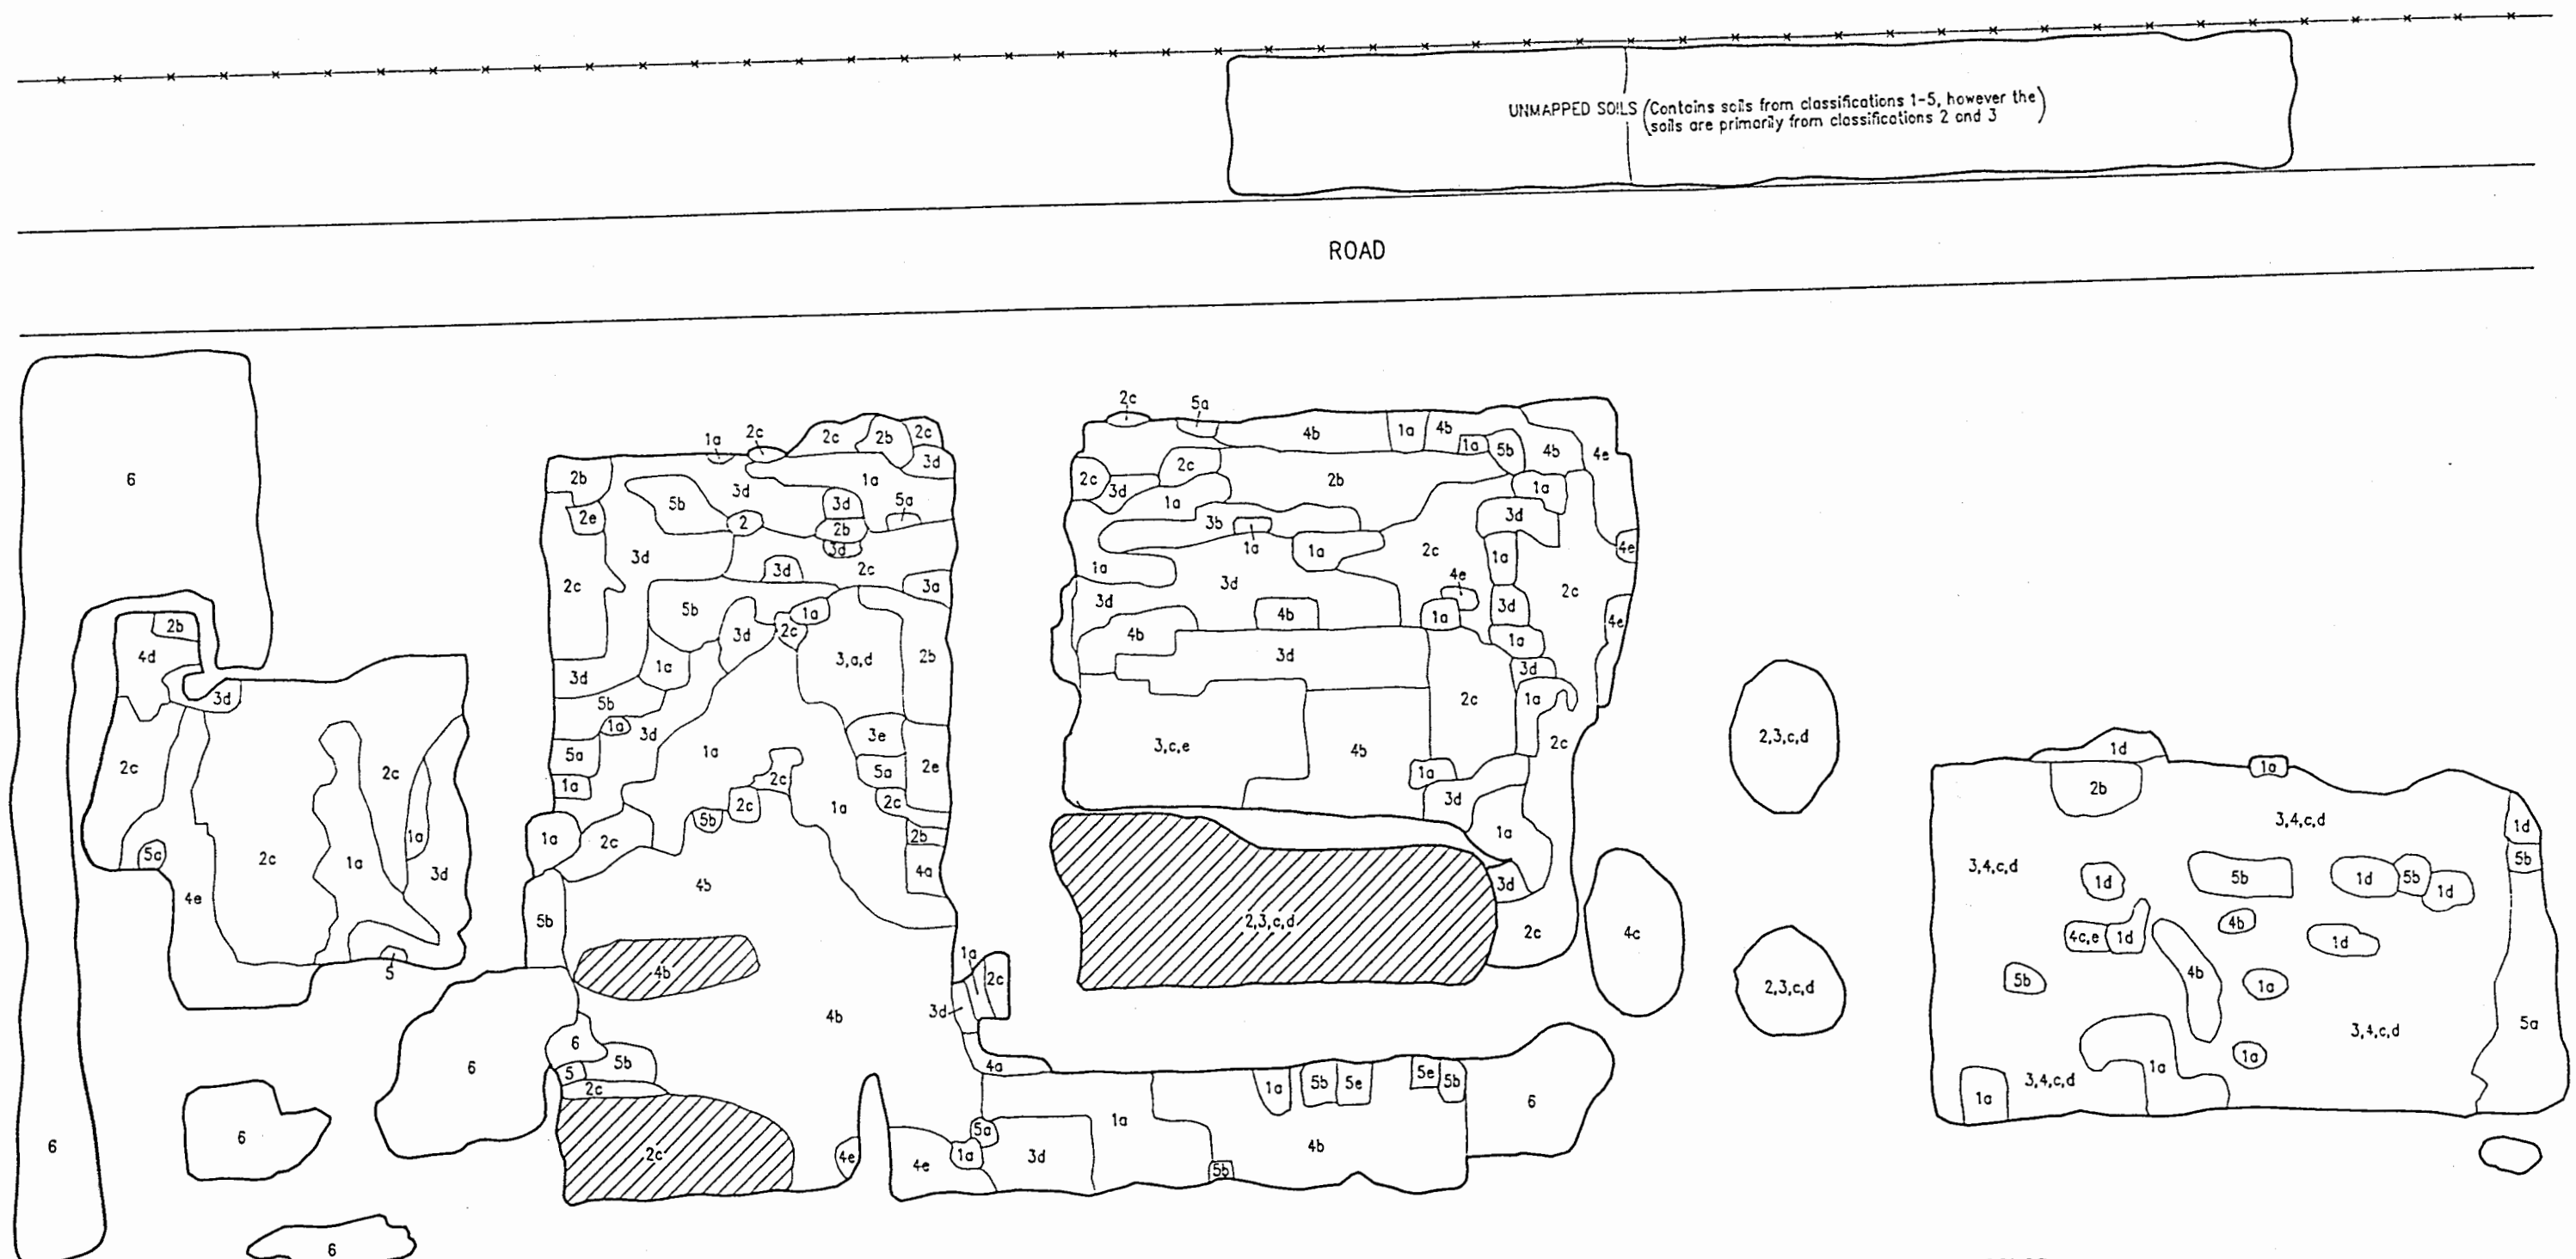 UNMAPPED SOILS (Contains soils from classifications 1-5, however the
soils are primarily from classifications 2 and 3)
ROAD
6
2b
4d
3d
2c
2c
1a
5a
2c
1a
3d
4e
5
6
6
6
6
1a
2c
2c
2b
2c
3d
2b
3d
1a
5b
3d
5a
2e
2
2b
3d
3d
2c
3d
2c
3a
5b
1a
3d
2c
3,a,d
2b
1a
3d
5b
1a
3d
5a
1a
3e
1a
2c
5a
2e
2c
1a
2c
5b
1a
2c
2b
4a
4b
5b
4b
1a
2c
3d
4b
6
5b
5
2c
4a
2c
4e
4e
1a
5a
3d
1a
1a
5b
5e
5e
5b
4b
5b
6
2c
5a
4b
1a
4b
1a
5b
4b
4e
2c
3d
2c
2b
1a
1a
3b
1a
1a
3d
2c
1a
4e
1a
3d
3d
4b
4e
1a
3d
2c
4b
4e
1a
3d
3d
2c
1a
3,c,e
4b
2c
1a
3d
1a
3d
2,3,c,d
2c
4c
2,3,c,d
2,3,c,d
1d
1a
2b
3,4,c,d
1d
3,4,c,d
5b
1d
5b
1d
5b
1d
4c,e
1d
4b
1d
5b
4b
1a
5a
3,4,c,d
1a
1a
3,4,c,d
1a